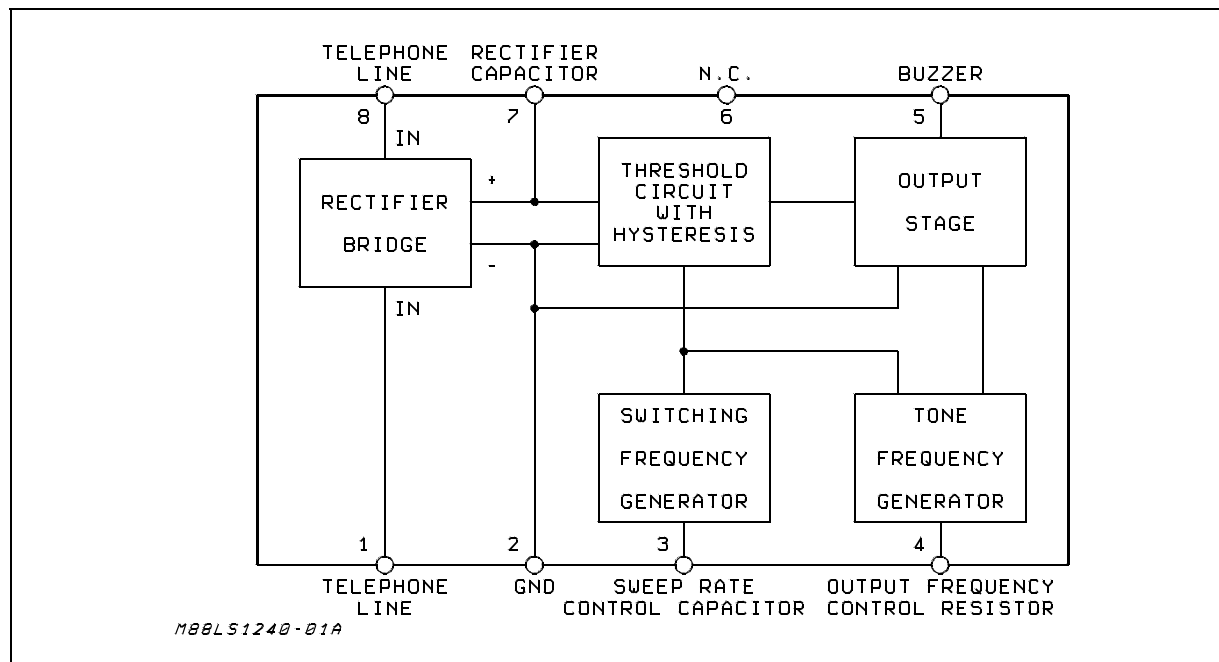 TELEPHONE LINE
RECTIFIER CAPACITOR
N.C.
BUZZER
8
7
6
5
IN
RECTIFIER
BRIDGE
+
-
IN
THRESHOLD
CIRCUIT
WITH
HYSTERESIS
OUTPUT
STAGE
SWITCHING
FREQUENCY
GENERATOR
TONE
FREQUENCY
GENERATOR
1
2
3
4
TELEPHONE
LINE
GND
SWEEP RATE
CONTROL CAPACITOR
OUTPUT FREQUENCY
CONTROL RESISTOR
M88LS1240-01A